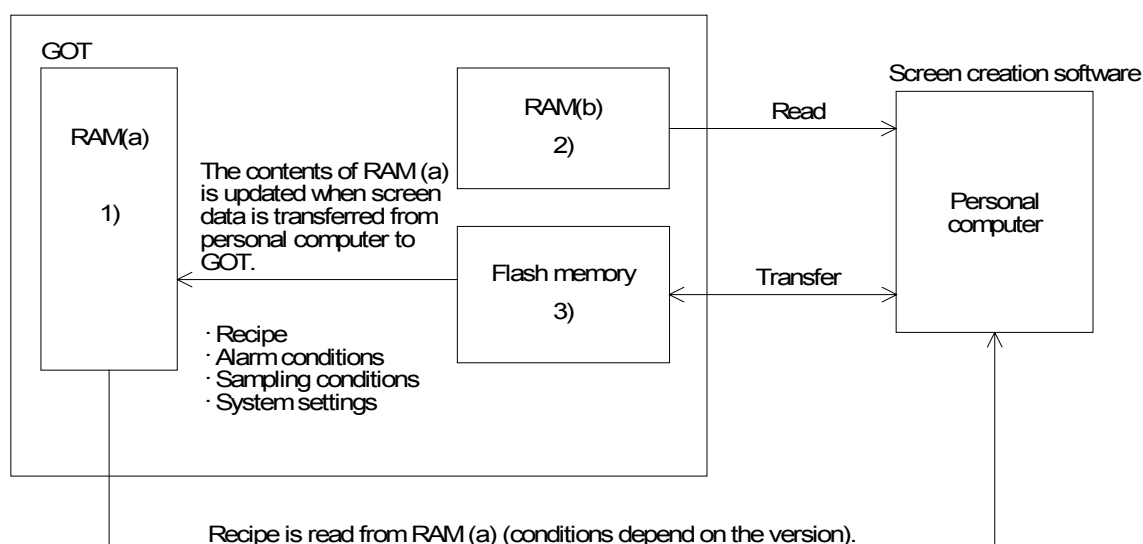 GOT
RAM(a)
1)
The contents of RAM (a)
is updated when screen
data is transferred from
personal computer to
GOT.
· Recipe
· Alarm conditions
· Sampling conditions
· System settings
RAM(b)
2)
Flash memory
3)
Read
Transfer
Screen creation software
Personal
computer
Recipe is read from RAM (a) (conditions depend on the version).